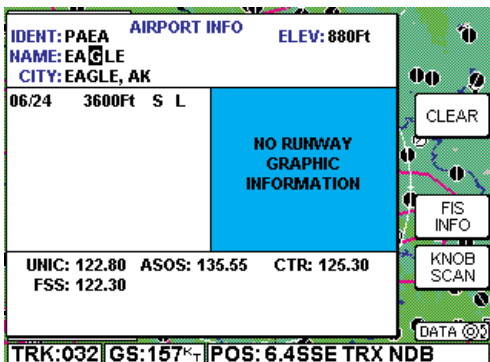 AIRPORT INFO
IDENT: PAEA ELEV: 880Ft
NAME: EAGLE
CITY: EAGLE, AK
06/24 3600Ft S L
NO RUNWAY
GRAPHIC
INFORMATION
UNIC: 122.80 ASOS: 135.55 CTR: 125.30
FSS: 122.30
CLEAR
FIS
INFO
KNOB
SCAN
DATA
TRK:032 GS:157KT POS: 6.4SSE TRX NDB